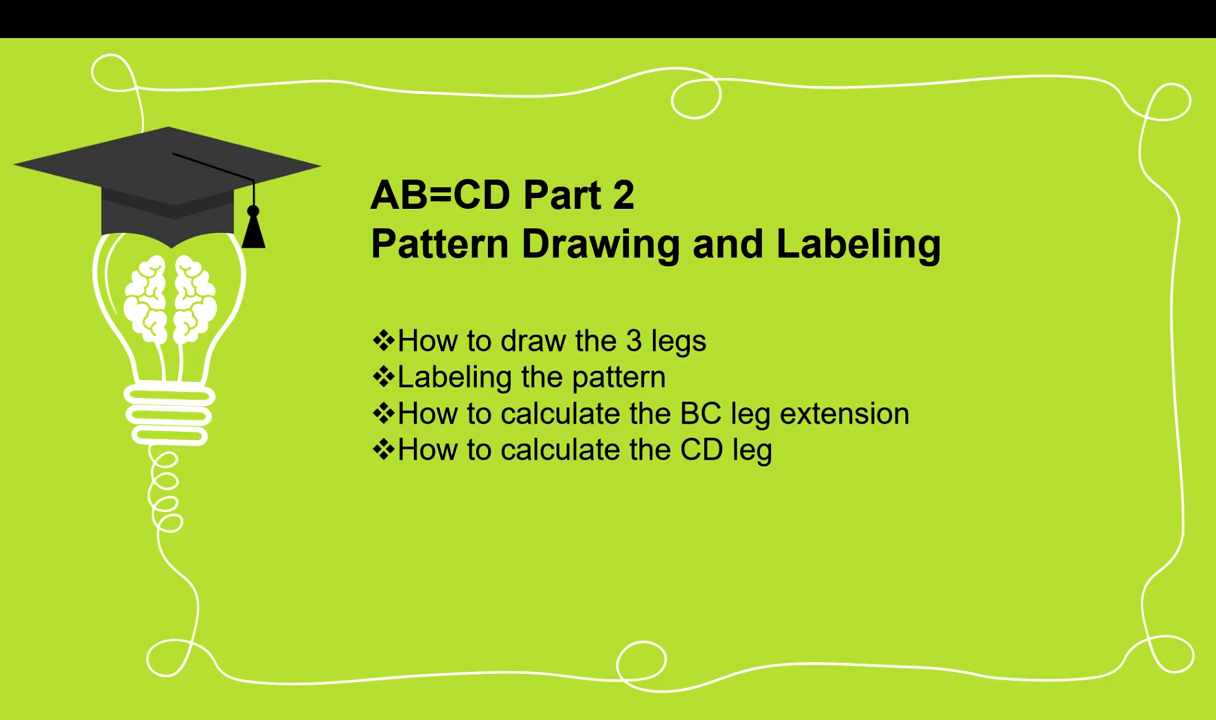 AB=CD Part 2
Pattern Drawing and Labeling
❖How to draw the 3 legs
❖Labeling the pattern
❖How to calculate the BC leg extension
❖How to calculate the CD leg